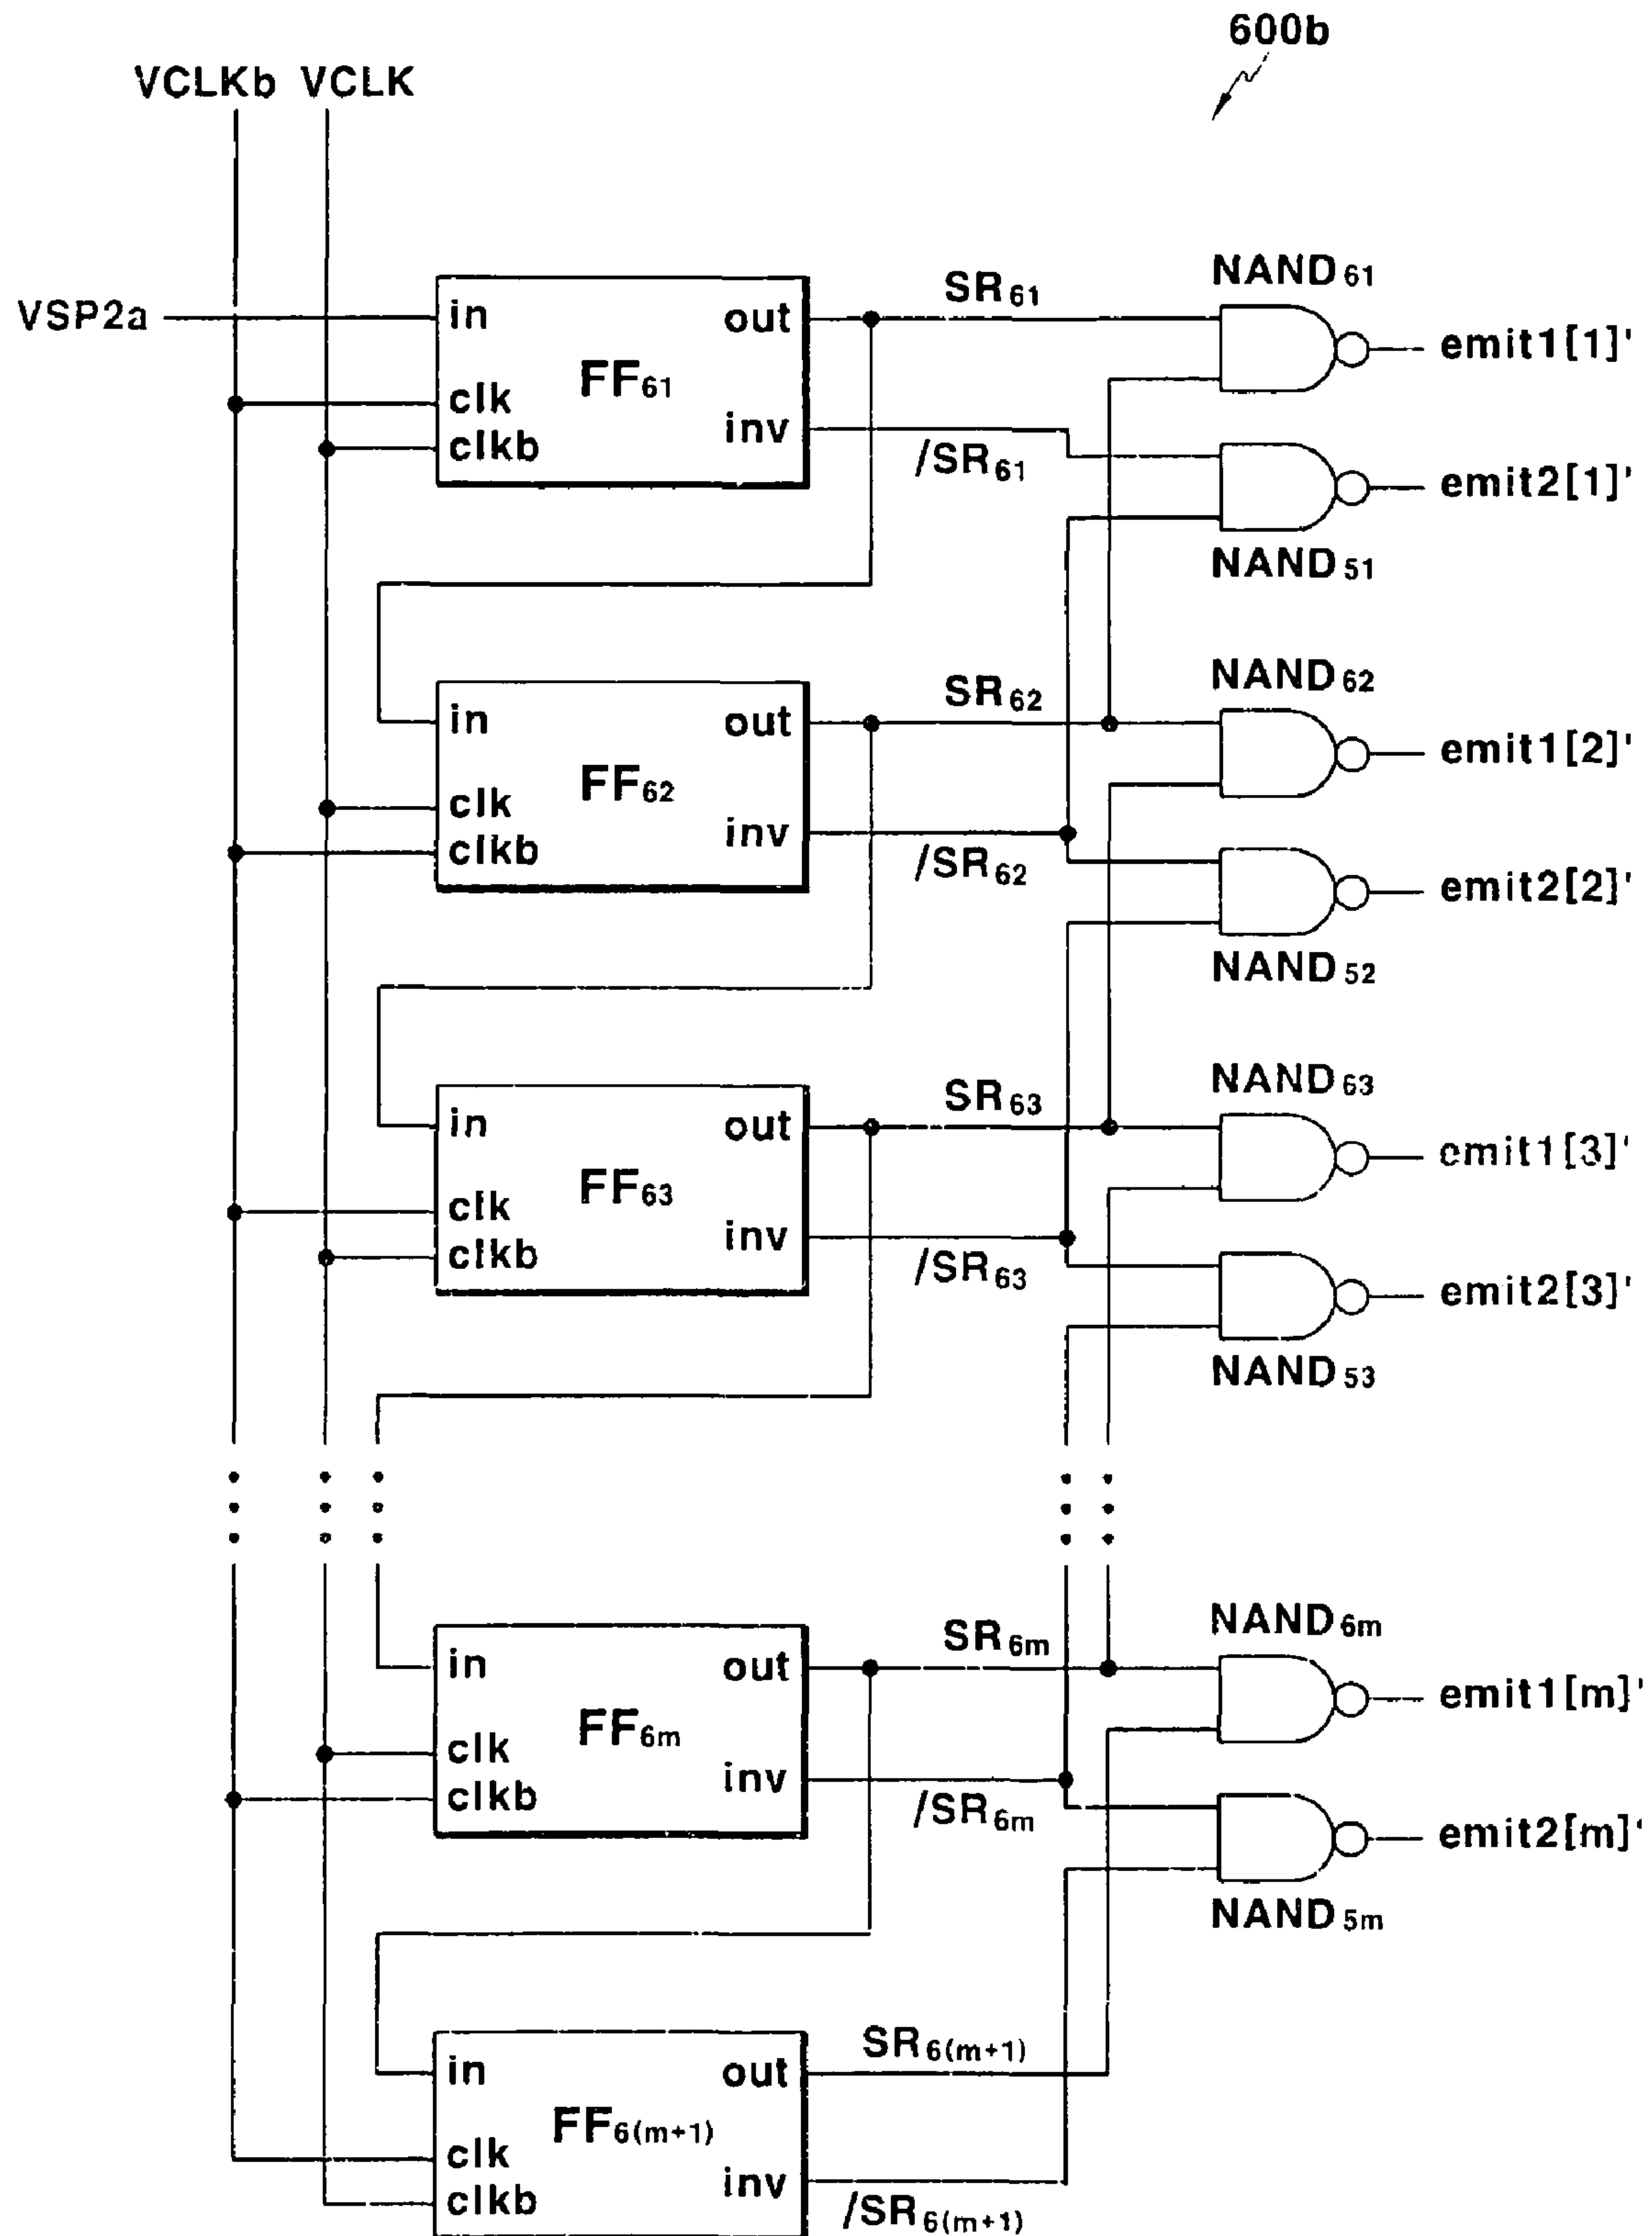 600b
VCLKb VCLK
NAND61
SR61
VSP2a
in
out
emit1[1]'
FF61
clk
inv
clkb
/SR61
emit2[1]'
NAND51
NAND62
SR62
in
out
emit1[2]'
FF62
clk
inv
clkb
/SR62
emit2[2]'
NAND52
NAND63
SR63
in
out
emit1[3]'
FF63
clk
inv
clkb
/SR63
emit2[3]'
NAND53
NAND6m
SR6m
in
out
emit1[m]'
FF6m
clk
inv
clkb
/SR6m
emit2[m]'
NAND5m
SR6(m+1)
in
out
FF6(m+1)
clk
inv
clkb
/SR6(m+1)